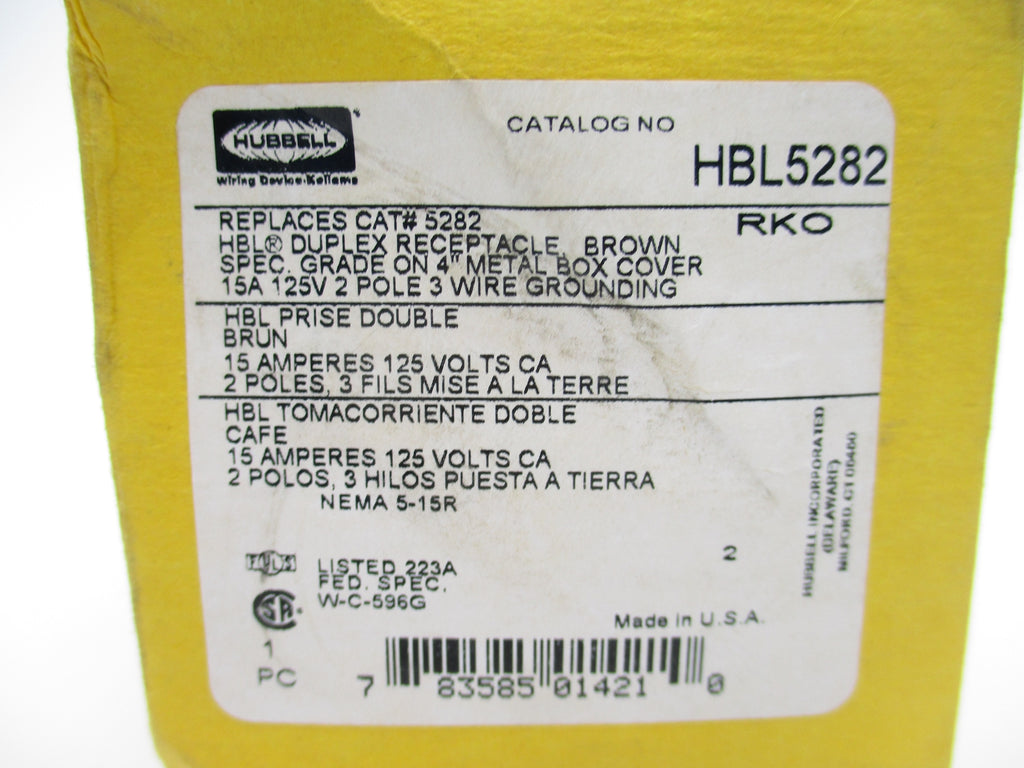 HUBBELL
Wiring Device-Kellems
CATALOG NO
HBL5282
RKO
REPLACES CAT# 5282
HBL® DUPLEX RECEPTACLE, BROWN
SPEC. GRADE ON 4" METAL BOX COVER
15A 125V 2 POLE 3 WIRE GROUNDING
HBL PRISE DOUBLE
BRUN
15 AMPERES 125 VOLTS CA
2 POLES, 3 FILS MISE A LA TERRE
HBL TOMACORRIENTE DOBLE
CAFE
15 AMPERES 125 VOLTS CA
2 POLOS, 3 HILOS PUESTA A TIERRA
NEMA 5-15R
HUBBELL INCORPORATED
(DELAWARE)
MILFORD, CT 06460
2
LISTED 223A
FED. SPEC.
W-C-596G
Made in U.S.A.
1
PC
7 83585 01421 0